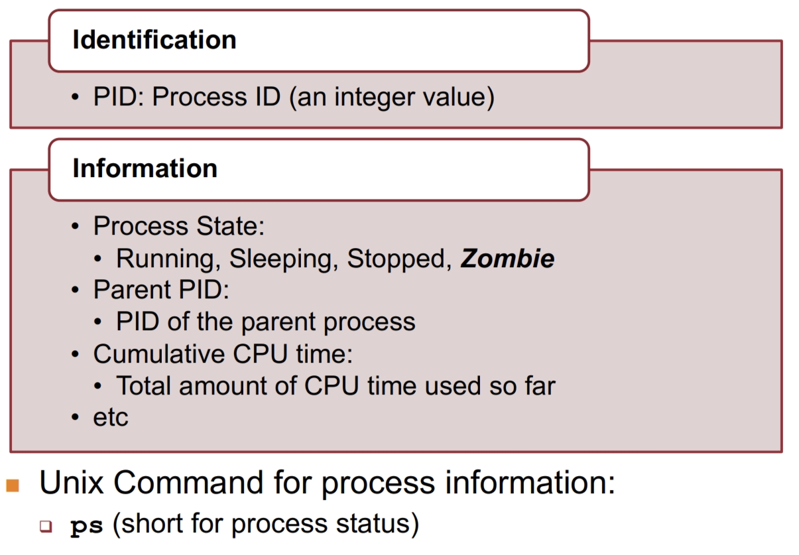 Identification
• PID: Process ID (an integer value)
Information
• Process State:
• Running, Sleeping, Stopped, Zombie
• Parent PID:
• PID of the parent process
• Cumulative CPU time:
• Total amount of CPU time used so far
• etc
Unix Command for process information:
ps (short for process status)